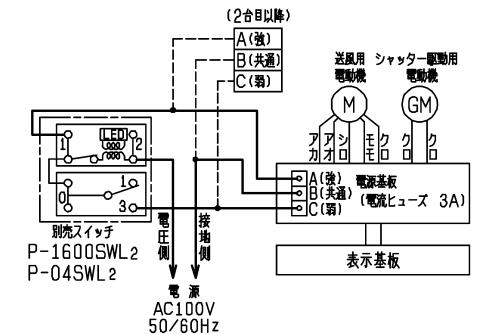 (2台目以降)
A(強)
B(共通)
C(弱)
送風用
電動機
シャッター駆動用
電動機
M
GM
アカ
アオ
シロ
モモ
クロ
クロ
クロ
LED
1
2
0
1
3
A(強)
B(共通)
C(弱)
電源基板
(電流ヒューズ 3A)
表示基板
別売スイッチ
P-1600SWL2
P-04SWL2
電圧側
接地側
電源
AC100V
50/60Hz